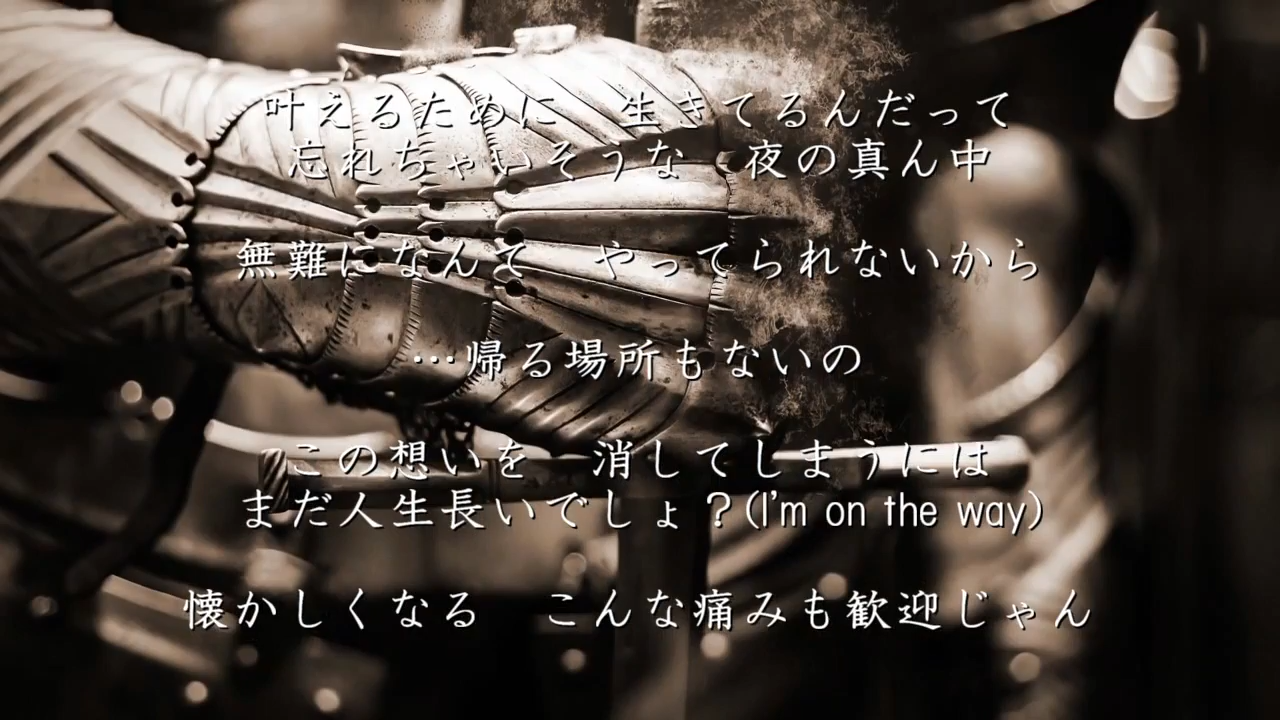 叶えるために　生きてるんだって
忘れちゃいそうな　夜の真ん中
無難になんて　やってられないから
…帰る場所もないの
この想いを　消してしまうには
まだ人生長いでしょ？(I'm on the way)
懐かしくなる　こんな痛みも歓迎じゃん